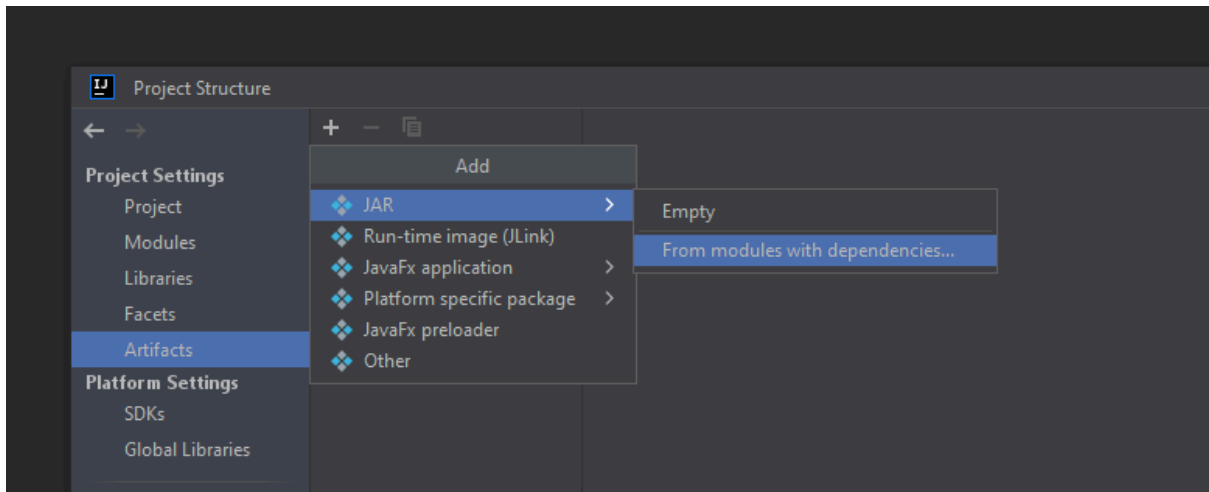 IJ
Project Structure
Project Settings
Project
Modules
Libraries
Facets
Artifacts
Platform Settings
SDKs
Global Libraries
Add
JAR
Run-time image (JLink)
JavaFx application
Platform specific package
JavaFx preloader
Other
Empty
From modules with dependencies...